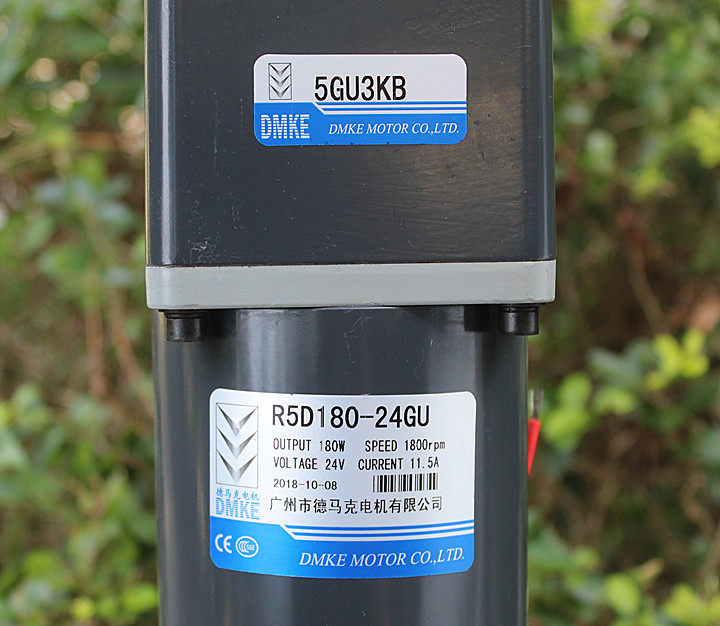 5GU3KB
DMKE
DMKE MOTOR CO.,LTD.
R5D180-24GU
OUTPUT 180W SPEED 1800rpm
VOLTAGE 24V CURRENT 11.5A
2018-10-08
德马克电机
DMKE
广州市德马克电机有限公司
CE CCC S&E
DMKE MOTOR CO.,LTD.